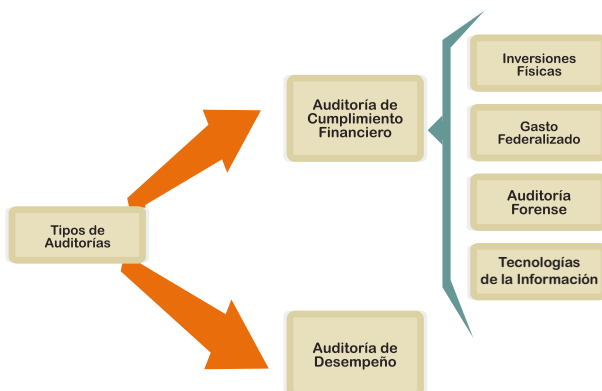 Tipos de
Auditorías
Auditoría de
Cumplimiento
Financiero
Inversiones
Físicas
Gasto
Federalizado
Auditoría
Forense
Tecnologías
de la Información
Auditoría de
Desempeño